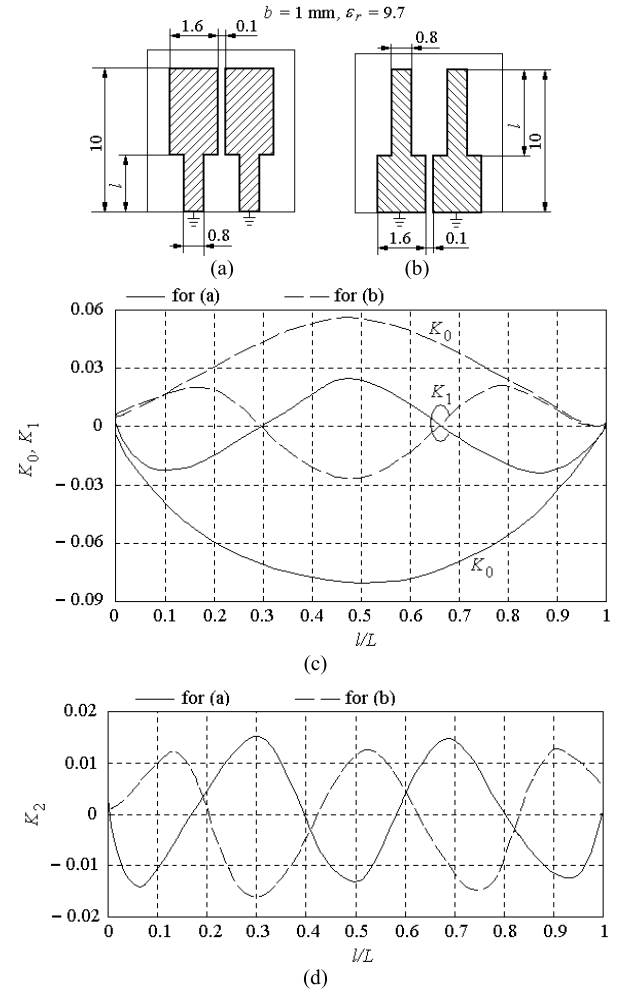 b = 1 mm, εr = 9.7
1.6 0.1
10
l
0.8
(a)
0.8
l
10
1.6 0.1
(b)
for (a) for (b)
K0, K1
0.06
0.03
0
− 0.03
− 0.06
− 0.09
K0
K1
K0
0 0.1 0.2 0.3 0.4 0.5 0.6 0.7 0.8 0.9 1
l/L
(c)
for (a) for (b)
K2
0.02
0.01
0
− 0.01
− 0.02
0 0.1 0.2 0.3 0.4 0.5 0.6 0.7 0.8 0.9 1
l/L
(d)